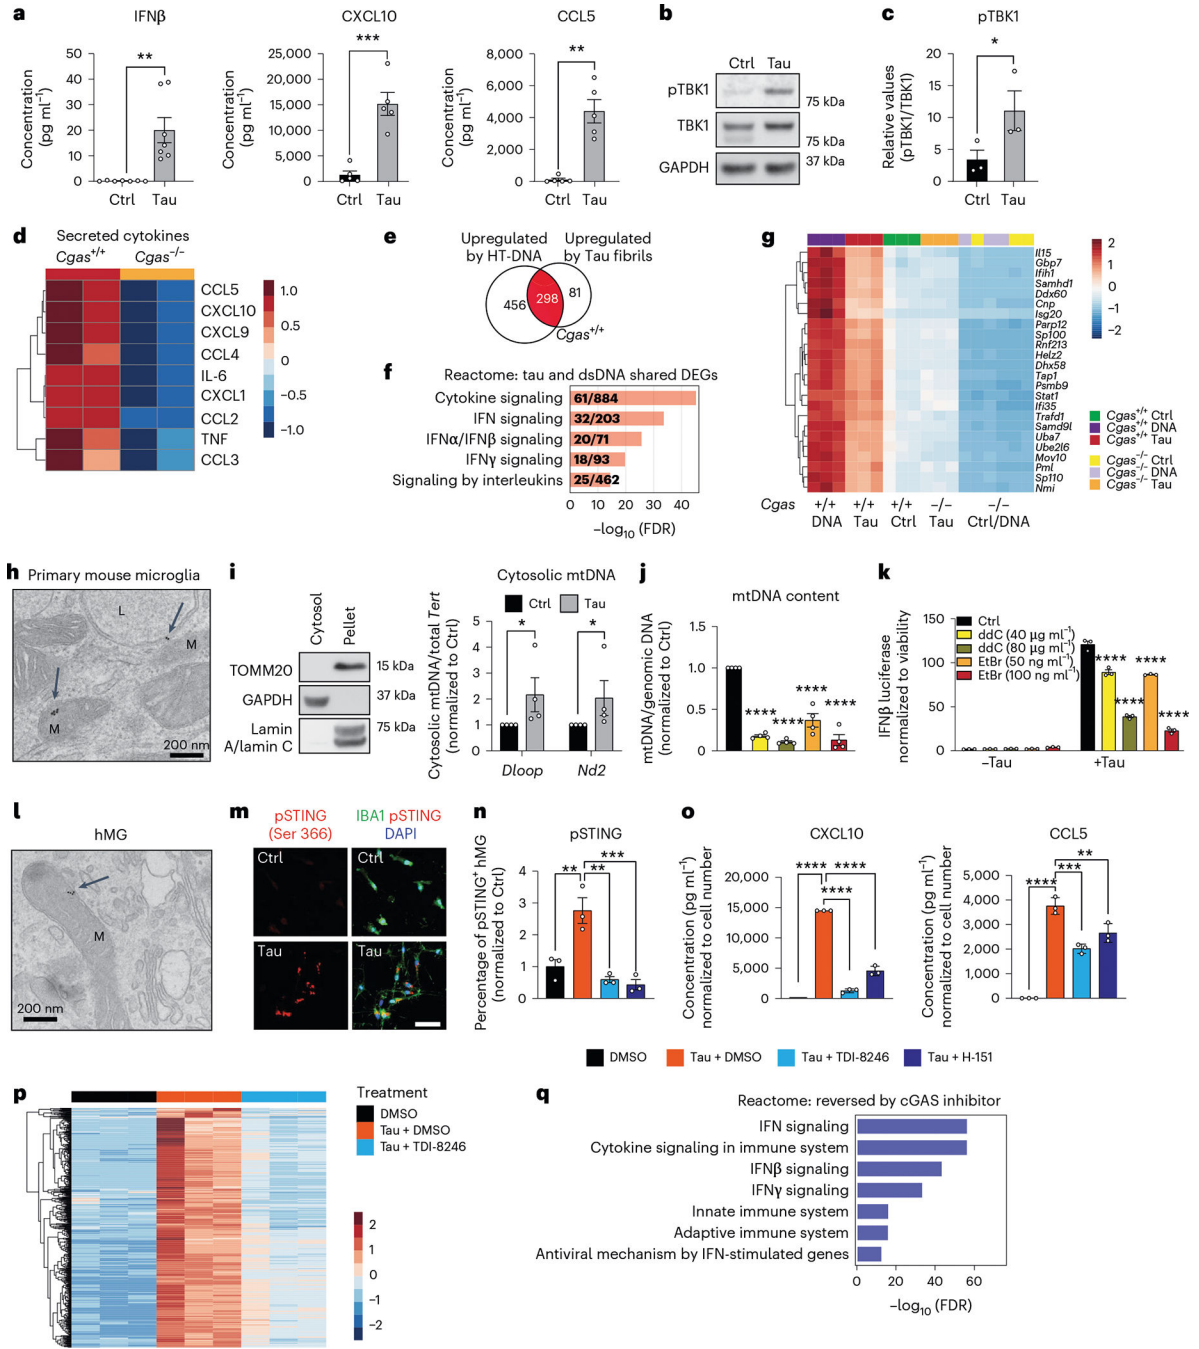 a
IFNβ
CXCL10
CCL5
Concentration (pg ml⁻¹)
50
40
30
20
10
0
**
Ctrl Tau
Concentration (pg ml⁻¹)
25,000
20,000
15,000
10,000
5,000
0
***
Ctrl Tau
Concentration (pg ml⁻¹)
8,000
6,000
4,000
2,000
0
**
Ctrl Tau
b
Ctrl Tau
pTBK1
75 kDa
TBK1
75 kDa
GAPDH
37 kDa
c
pTBK1
Relative values (pTBK1/TBK1)
20
15
10
5
0
*
Ctrl Tau
d
Secreted cytokines
Cgas+/+ Cgas−/−
CCL5
CXCL10
CXCL9
CCL4
IL-6
CXCL1
CCL2
TNF
CCL3
1.0
0.5
0
−0.5
−1.0
e
Upregulated by HT-DNA
Upregulated by Tau fibrils
456
298
81
Cgas+/+
f
Reactome: tau and dsDNA shared DEGs
Cytokine signaling 61/884
IFN signaling 32/203
IFNα/IFNβ signaling 20/71
IFNγ signaling 18/93
Signaling by interleukins 25/462
0 10 20 30 40
−log₁₀ (FDR)
g
Il15
Gbp7
Ifih1
Samhd1
Ddx60
Cnp
Isg20
Parp12
Sp100
Rnf213
Helz2
Dhx58
Tap1
Psmb9
Stat1
Ifi35
Trafd1
Samd9l
Uba7
Ube2l6
Mov10
Pml
Sp110
Nmi
2
1
0
−1
−2
Cgas+/+ Ctrl
Cgas+/+ DNA
Cgas+/+ Tau
Cgas−/− Ctrl
Cgas−/− DNA
Cgas−/− Tau
Cgas +/+ +/+ +/+ −/− −/−
DNA Tau Ctrl Tau Ctrl/DNA
h
Primary mouse microglia
L
M
M
200 nm
i
Cytosol
Pellet
TOMM20
15 kDa
GAPDH
37 kDa
Lamin A/lamin C
75 kDa
Cytosolic mtDNA
Ctrl Tau
Cytosolic mtDNA/total Tert (normalized to Ctrl)
5
4
3
2
1
0
* *
Dloop Nd2
j
mtDNA content
mtDNA/genomic DNA (normalized to Ctrl)
1.0
0.5
0
**** **** **** ****
k
IFNβ luciferase normalized to viability
150
100
50
0
Ctrl
ddC (40 μg ml⁻¹)
ddC (80 μg ml⁻¹)
EtBr (50 ng ml⁻¹)
EtBr (100 ng ml⁻¹)
**** **** **** ****
−Tau +Tau
l
hMG
M
200 nm
m
pSTING (Ser 366)
IBA1 pSTING DAPI
Ctrl Ctrl
Tau Tau
n
pSTING
Percentage of pSTING⁺ hMG (normalized to Ctrl)
4
3
2
1
0
** ** ***
o
CXCL10
Concentration (pg ml⁻¹) normalized to cell number
20,000
15,000
10,000
5,000
0
**** **** ****
CCL5
Concentration (pg ml⁻¹) normalized to cell number
5,000
4,000
3,000
2,000
1,000
0
**** *** **
DMSO Tau + DMSO Tau + TDI-8246 Tau + H-151
p
Treatment
DMSO
Tau + DMSO
Tau + TDI-8246
2
1
0
−1
−2
q
Reactome: reversed by cGAS inhibitor
IFN signaling
Cytokine signaling in immune system
IFNβ signaling
IFNγ signaling
Innate immune system
Adaptive immune system
Antiviral mechanism by IFN-stimulated genes
0 20 40 60
−log₁₀ (FDR)